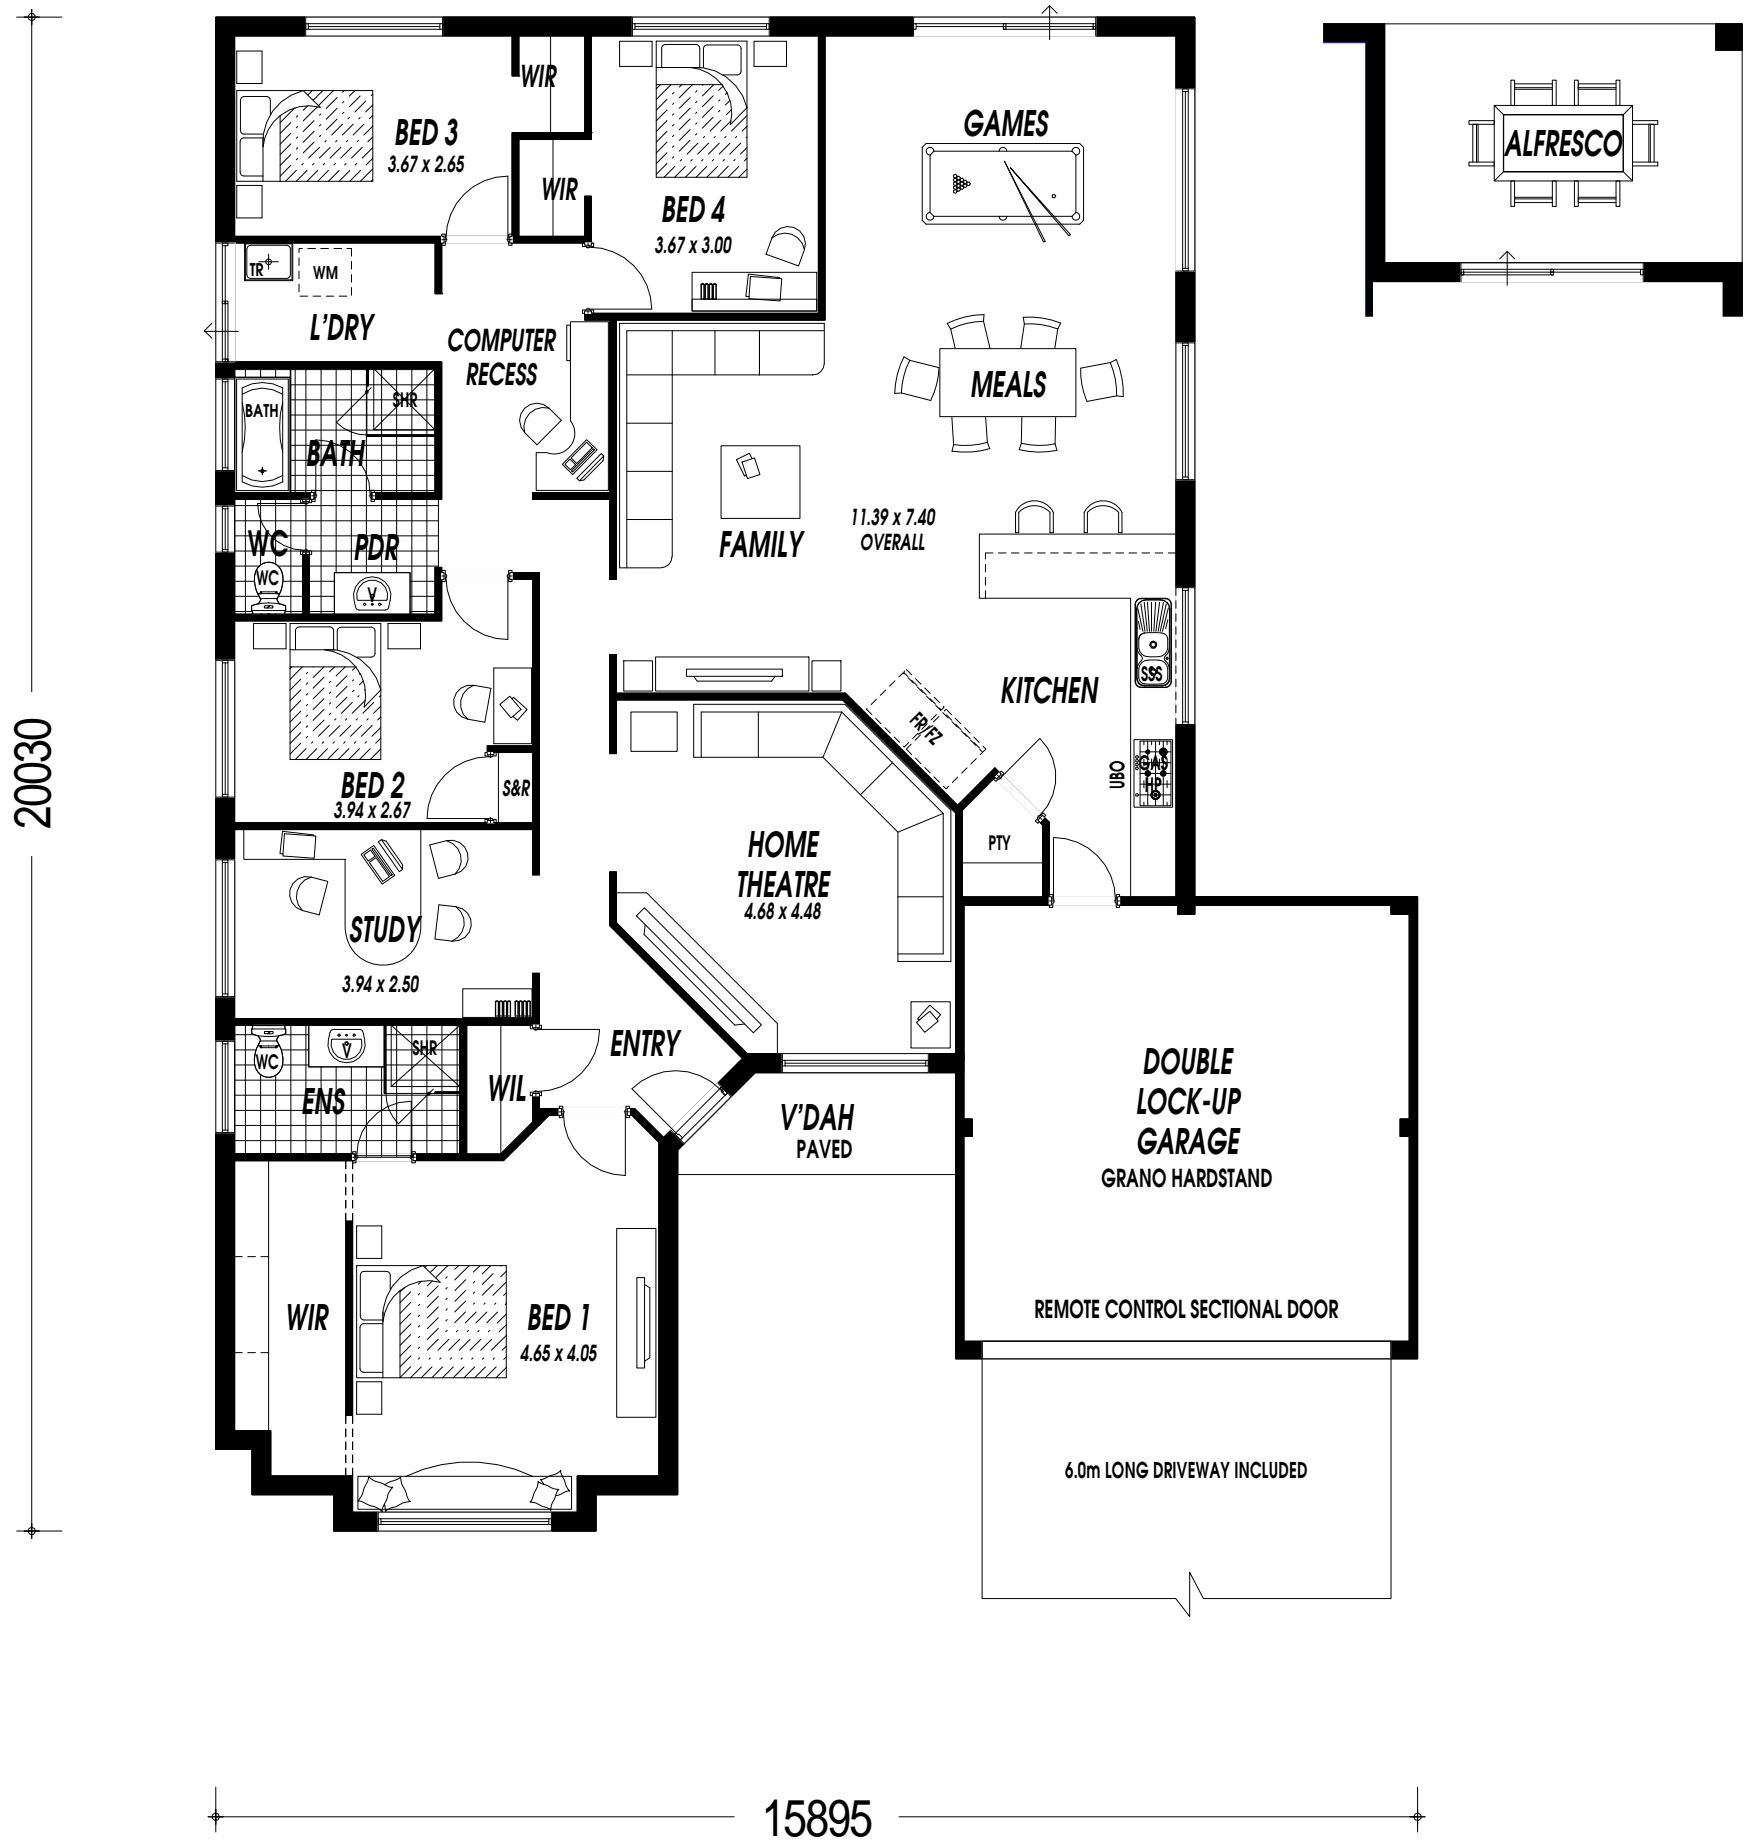 WIR
GAMES
BED 3
3.67 x 2.65
ALFRESCO
WIR
BED 4
3.67 x 3.00
TR
WM
L'DRY
COMPUTER
RECESS
MEALS
SHR
BATH
BATH
11.39 x 7.40
OVERALL
WC
PDR
FAMILY
WC
V
SS
KITCHEN
FR/FZ
20030
BED 2
3.94 x 2.67
S&R
UBO
GAS
HP
PTY
HOME
THEATRE
4.68 x 4.48
STUDY
3.94 x 2.50
ENTRY
SHR
WC
V
ENS
WIL
V'DAH
PAVED
DOUBLE
LOCK-UP
GARAGE
GRANO HARDSTAND
REMOTE CONTROL SECTIONAL DOOR
WIR
BED 1
4.65 x 4.05
6.0m LONG DRIVEWAY INCLUDED
15895